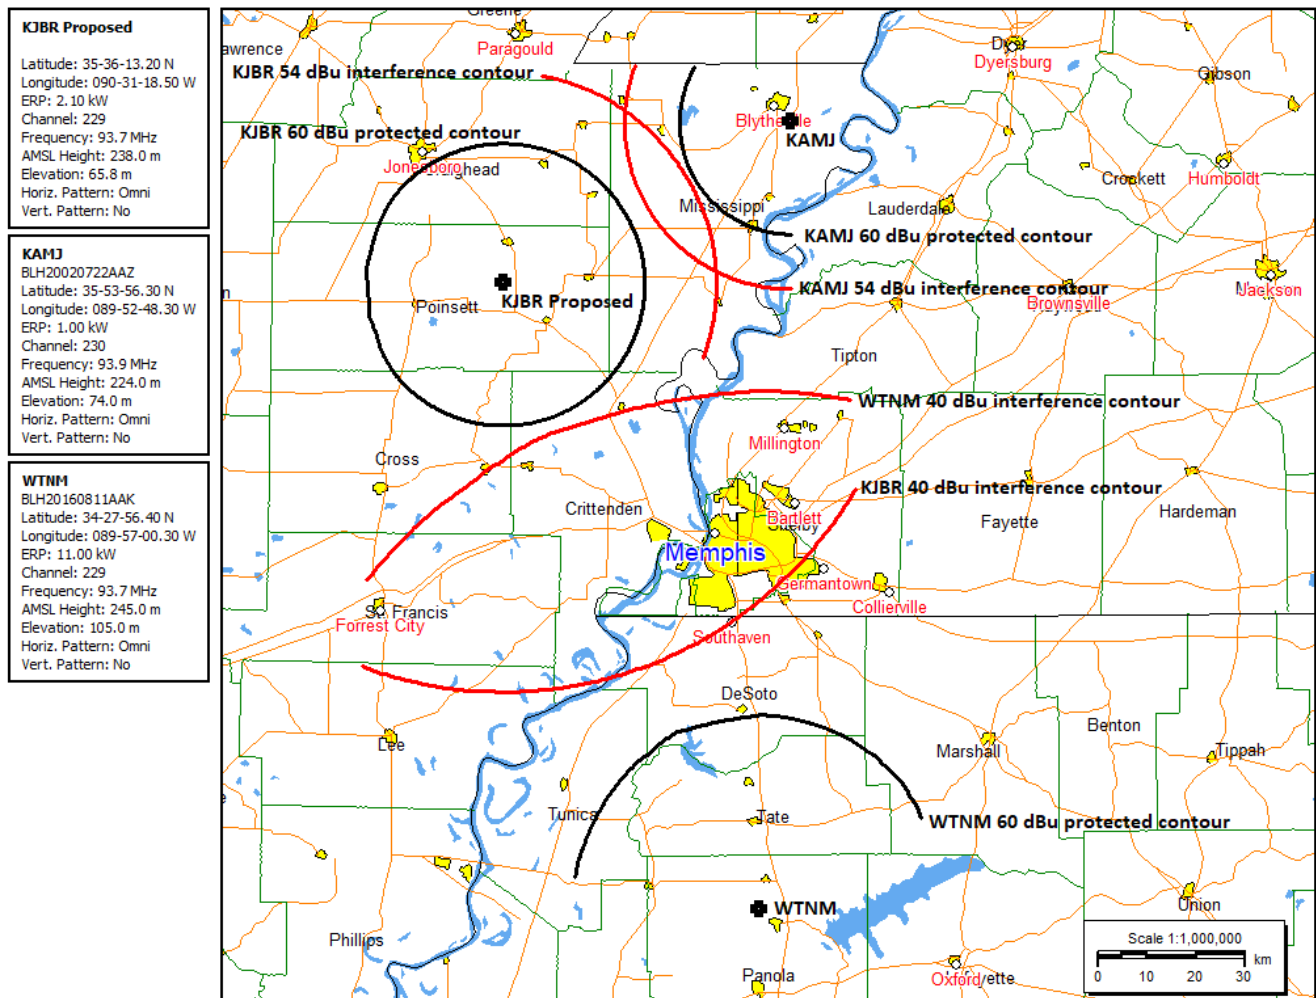 KJBR Proposed
Latitude: 35-36-13.20 N
Longitude: 090-31-18.50 W
ERP: 2.10 kW
Channel: 229
Frequency: 93.7 MHz
AMSL Height: 238.0 m
Elevation: 65.8 m
Horiz. Pattern: Omni
Vert. Pattern: No
KAMJ
BLH20020722AAZ
Latitude: 35-53-56.30 N
Longitude: 089-52-48.30 W
ERP: 1.00 kW
Channel: 230
Frequency: 93.9 MHz
AMSL Height: 224.0 m
Elevation: 74.0 m
Horiz. Pattern: Omni
Vert. Pattern: No
WTNM
BLH20160811AAK
Latitude: 34-27-56.40 N
Longitude: 089-57-00.30 W
ERP: 11.00 kW
Channel: 229
Frequency: 93.7 MHz
AMSL Height: 245.0 m
Elevation: 105.0 m
Horiz. Pattern: Omni
Vert. Pattern: No
Paragould
Dyersburg
KJBR 54 dBu interference contour
Gibson
Blytheville
KJBR 60 dBu protected contour
KAMJ
Jonesboro
Crockett
Humboldt
Mississippi
Lauderdale
KAMJ 60 dBu protected contour
KAMJ 54 dBu interference contour
Jackson
KJBR Proposed
Poinsett
Brownsville
Tipton
WTNM 40 dBu interference contour
Millington
Cross
KJBR 40 dBu interference contour
Crittenden
Bartlett
Shelby
Fayette
Hardeman
Memphis
Germantown
Collierville
St. Francis
Forrest City
Southaven
DeSoto
Benton
Lee
Marshall
Tippah
Tunica
Tate
WTNM 60 dBu protected contour
WTNM
Union
Phillips
Scale 1:1,000,000
km
0 10 20 30
Panola
Oxford